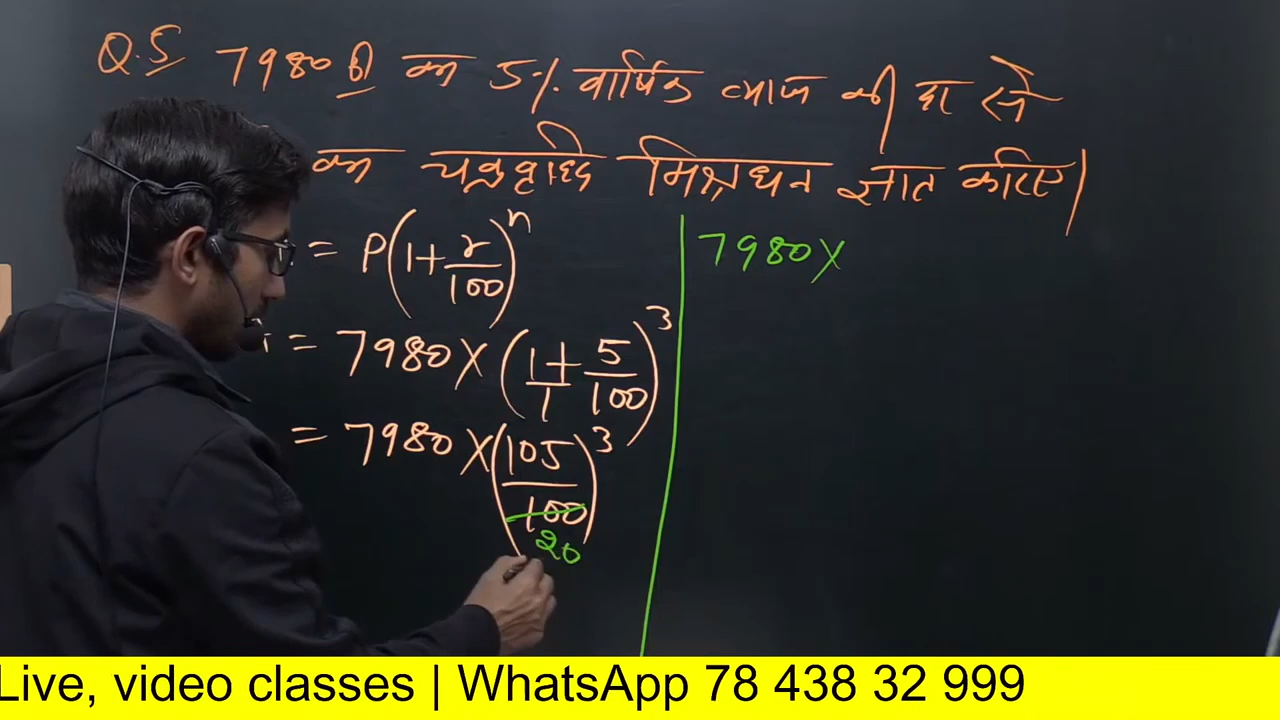 Q.5 7980 रु का 5% वार्षिक ब्याज की दर से
का चक्रवृद्धि मिश्रधन ज्ञात करिए।
= P(1+r/100)^n
= 7980 X (1/1+5/100)^3
= 7980 X (105/100)^3
20
7980 X
Live, video classes | WhatsApp 78 438 32 999